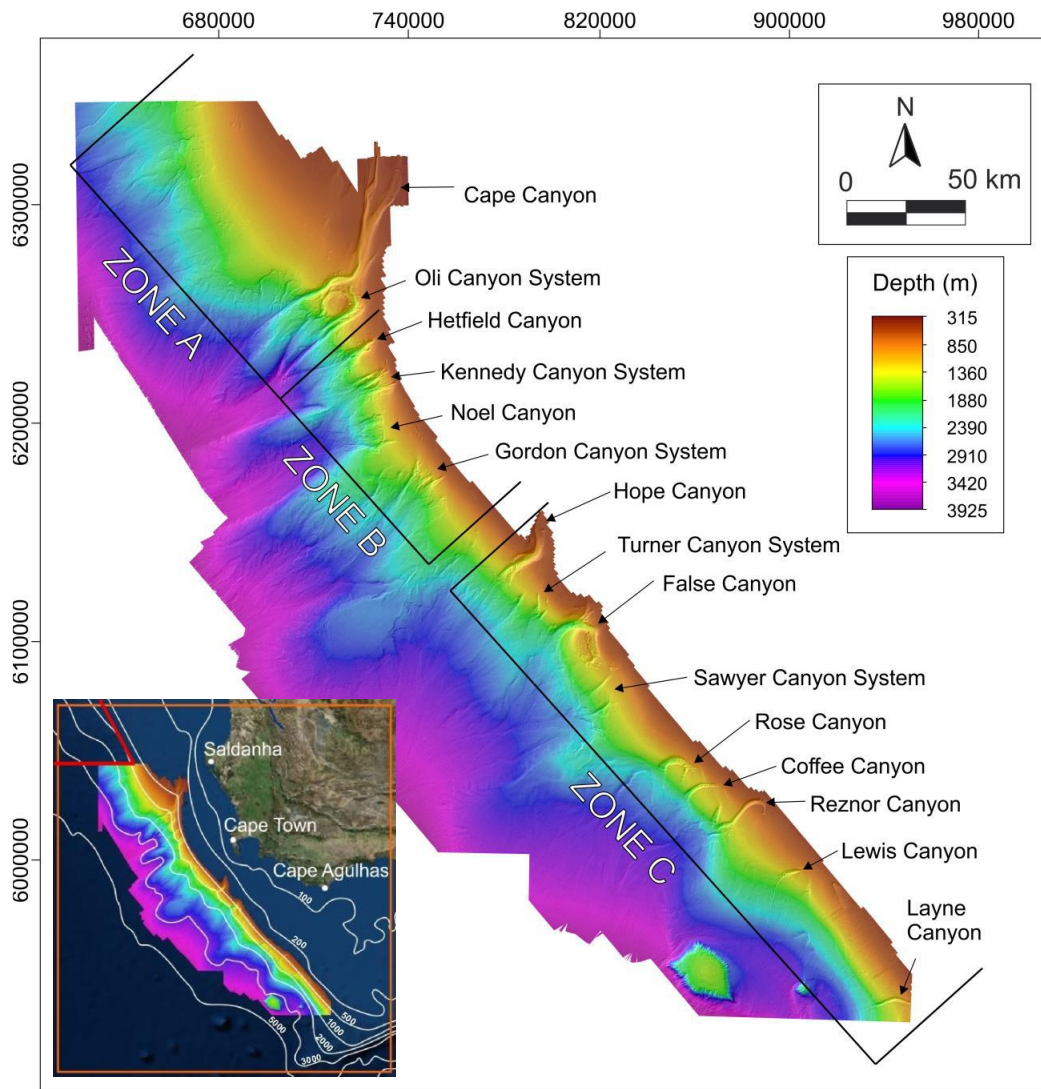 680000 740000 820000 900000 980000
6300000
6200000
6100000
6000000
N
0 50 km
Depth (m)
315
850
1360
1880
2390
2910
3420
3925
Cape Canyon
Oli Canyon System
Hetfield Canyon
Kennedy Canyon System
Noel Canyon
Gordon Canyon System
Hope Canyon
Turner Canyon System
False Canyon
Sawyer Canyon System
Rose Canyon
Coffee Canyon
Reznor Canyon
Lewis Canyon
Layne
Canyon
ZONE A
ZONE B
ZONE C
Saldanha
Cape Town
Cape Agulhas
100
200
500
1000
2000
3000
5000